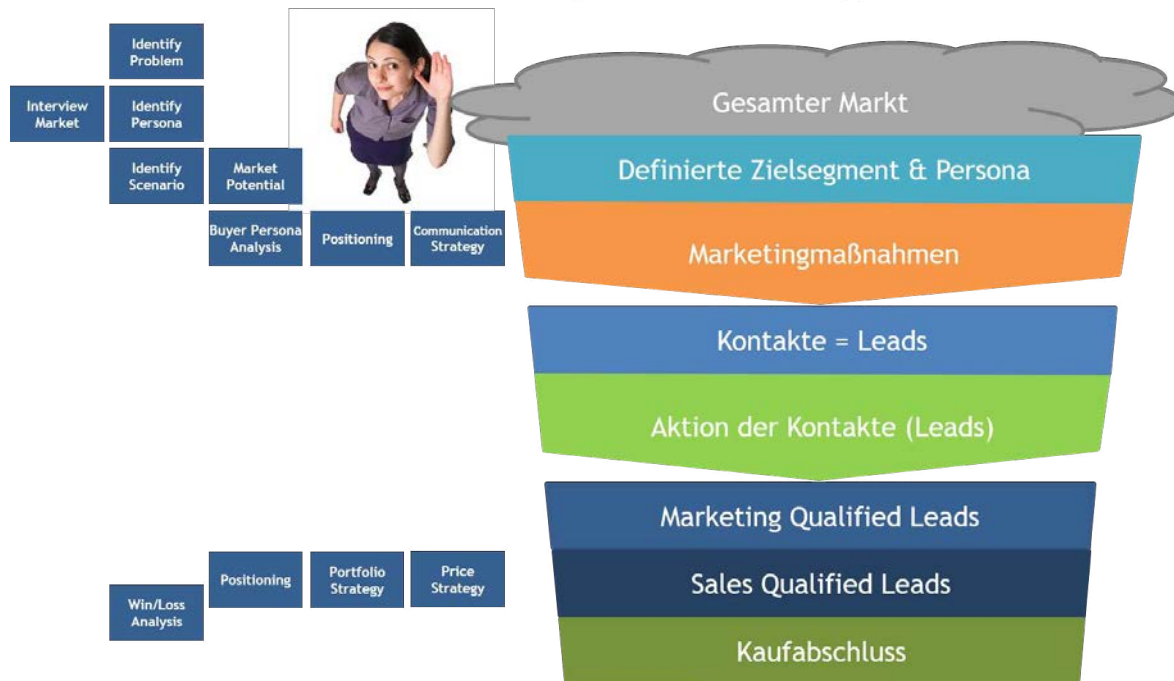 Identify
Problem
Interview
Market
Identify
Persona
Identify
Scenario
Market
Potential
Buyer Persona
Analysis
Positioning
Communication
Strategy
Gesamter Markt
Definierte Zielsegment & Persona
Marketingmaßnahmen
Kontakte = Leads
Aktion der Kontakte (Leads)
Marketing Qualified Leads
Sales Qualified Leads
Kaufabschluss
Positioning
Portfolio
Strategy
Price
Strategy
Win/Loss
Analysis